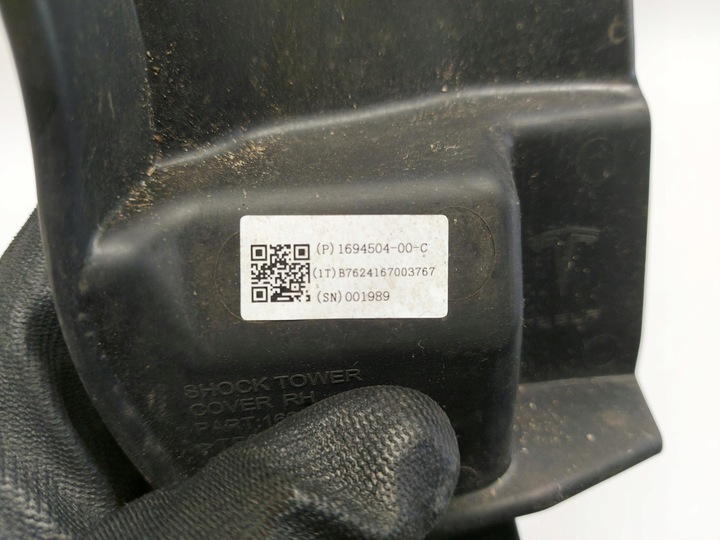 (P)1694504-00-C
(1T)B7624167003767
(SN)001989
SHOCK TOWER
COVER RH